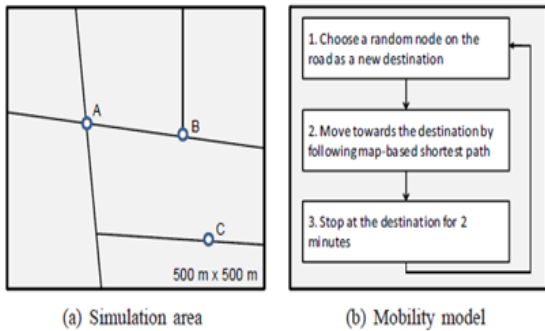 A
B
C
500 m x 500 m
(a) Simulation area
1. Choose a random node on the
road as a new destination
2. Move towards the destination by
following map-based shortest path
3. Stop at the destination for 2
minutes
(b) Mobility model